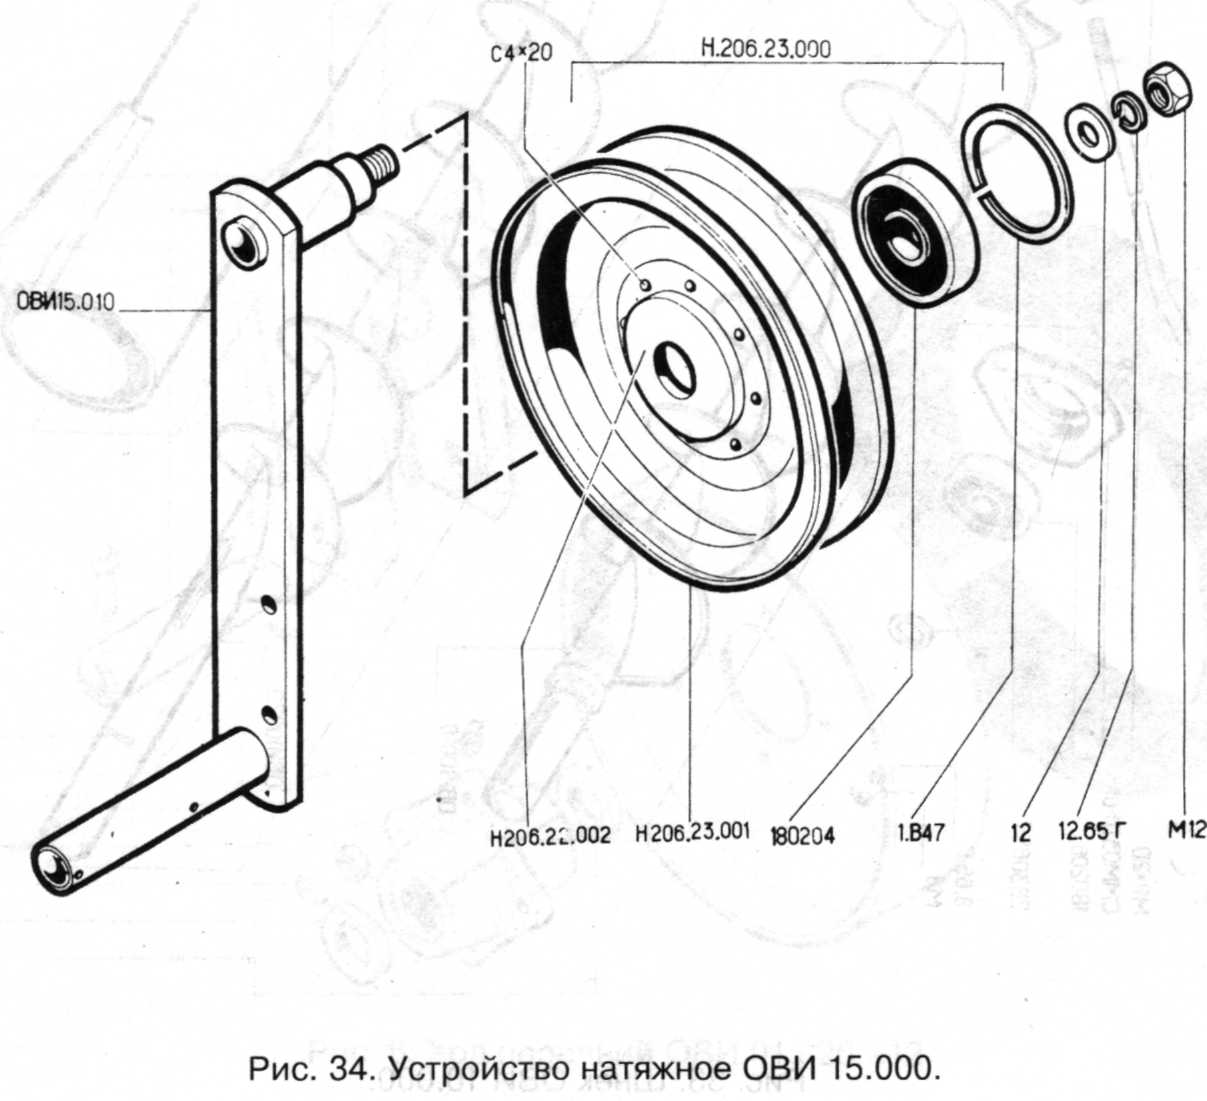 С4×20
Н.206.23.000
ОВИ15.010
Н206.22.002
Н206.23.001
180204
1.В47
12
12.65Г
М12
Рис. 34. Устройство натяжное ОВИ 15.000.